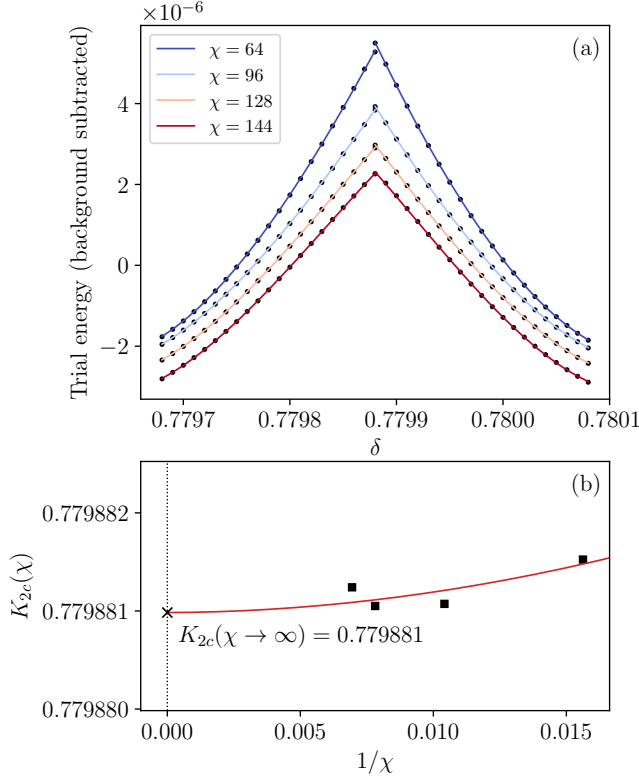 ×10⁻⁶
(a)
χ = 64
χ = 96
χ = 128
χ = 144
4
2
0
−2
Trial energy (background subtracted)
0.7797
0.7798
0.7799
0.7800
0.7801
δ
(b)
0.779882
0.779881
0.779880
K₂c(χ)
K₂c(χ → ∞) = 0.779881
0.000
0.005
0.010
0.015
1/χ